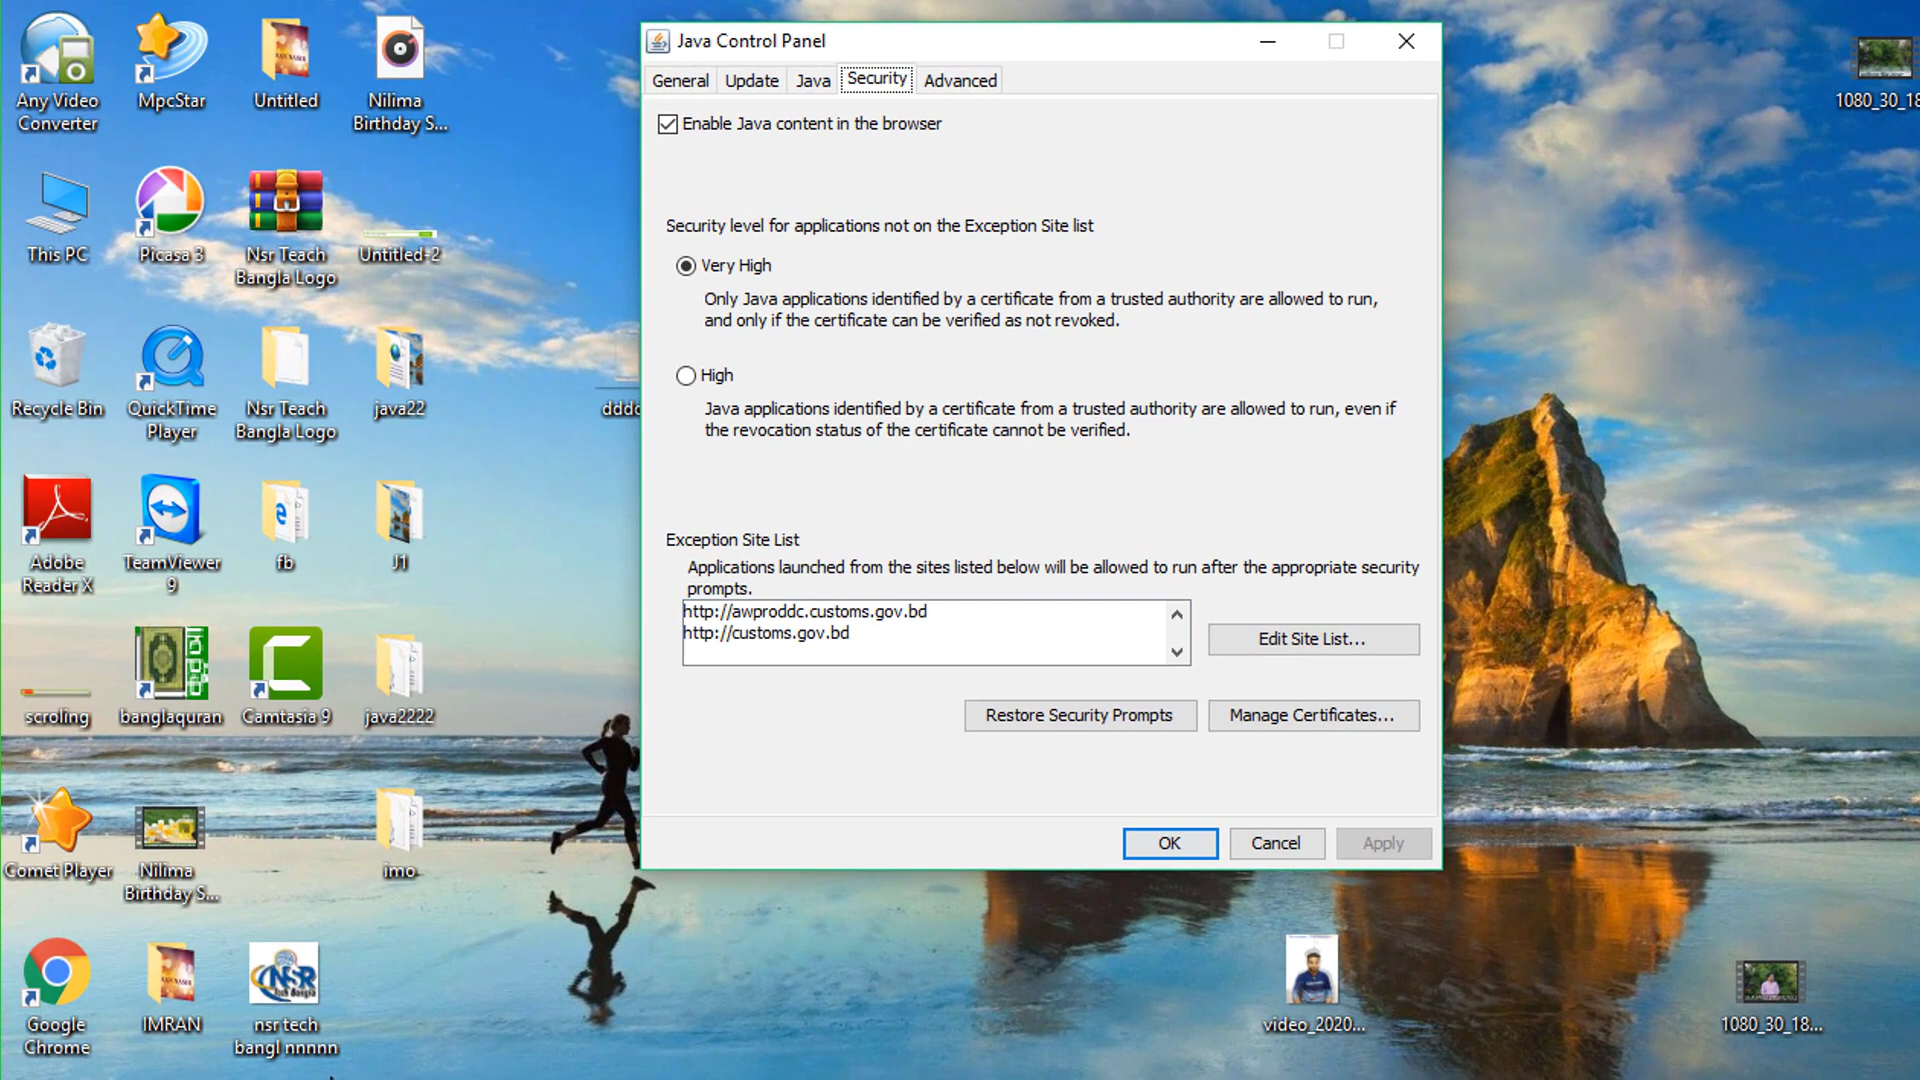 Any Video
Converter
MpcStar
Untitled
Nilima
Birthday S...
This PC
Picasa 3
Nsr Teach
Bangla Logo
Untitled-2
Recycle Bin
QuickTime
Player
Nsr Teach
Bangla Logo
java22
dddd
Adobe
Reader X
TeamViewer
9
fb
J1
scroling
banglaquran
Camtasia 9
java2222
Comet Player
Nilima
Birthday S...
imo
Google
Chrome
IMRAN
NSR
nsr tech
bangl nnnnn
Java Control Panel
General
Update
Java
Security
Advanced
Enable Java content in the browser
Security level for applications not on the Exception Site list
Very High
Only Java applications identified by a certificate from a trusted authority are allowed to run,
and only if the certificate can be verified as not revoked.
High
Java applications identified by a certificate from a trusted authority are allowed to run, even if
the revocation status of the certificate cannot be verified.
Exception Site List
Applications launched from the sites listed below will be allowed to run after the appropriate security
prompts.
http://awproddc.customs.gov.bd
http://customs.gov.bd
Edit Site List...
Restore Security Prompts
Manage Certificates...
OK
Cancel
Apply
1080_30_18
video_2020...
1080_30_18...